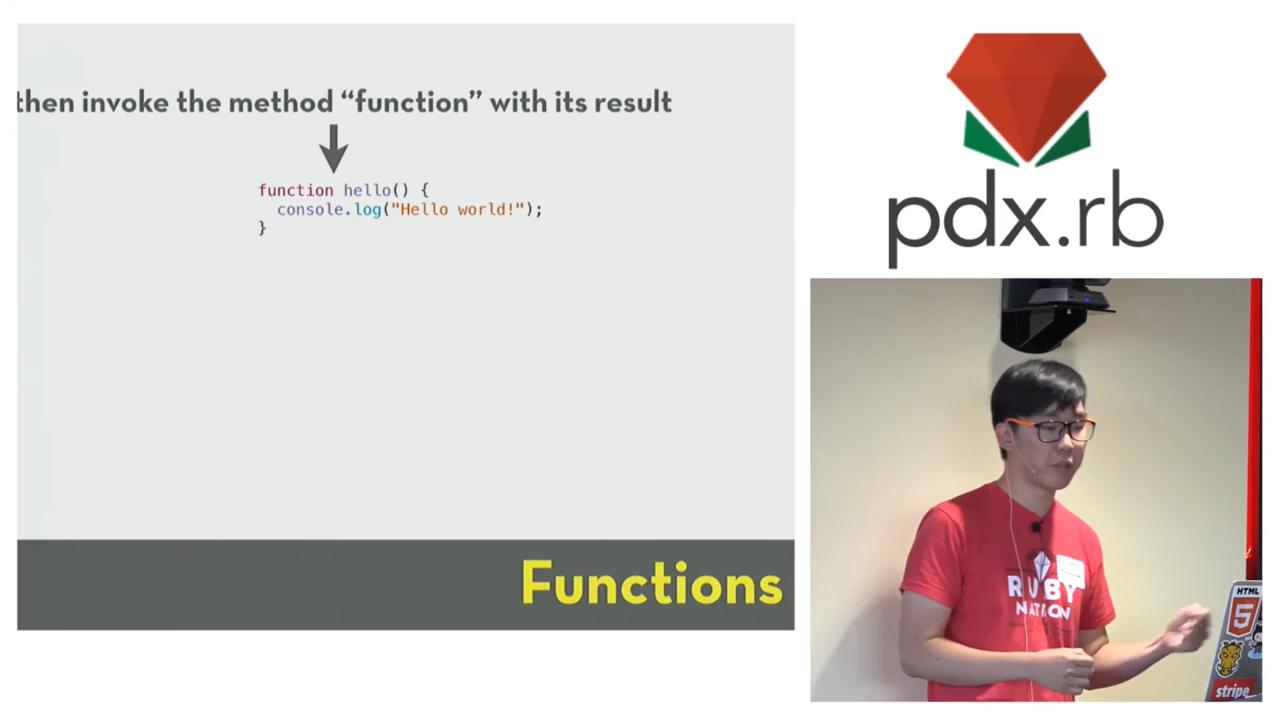 then invoke the method “function” with its result
function hello() {
console.log("Hello world!");
}
Functions
pdx.rb
RUBY
NATION
HTML
5
stripe